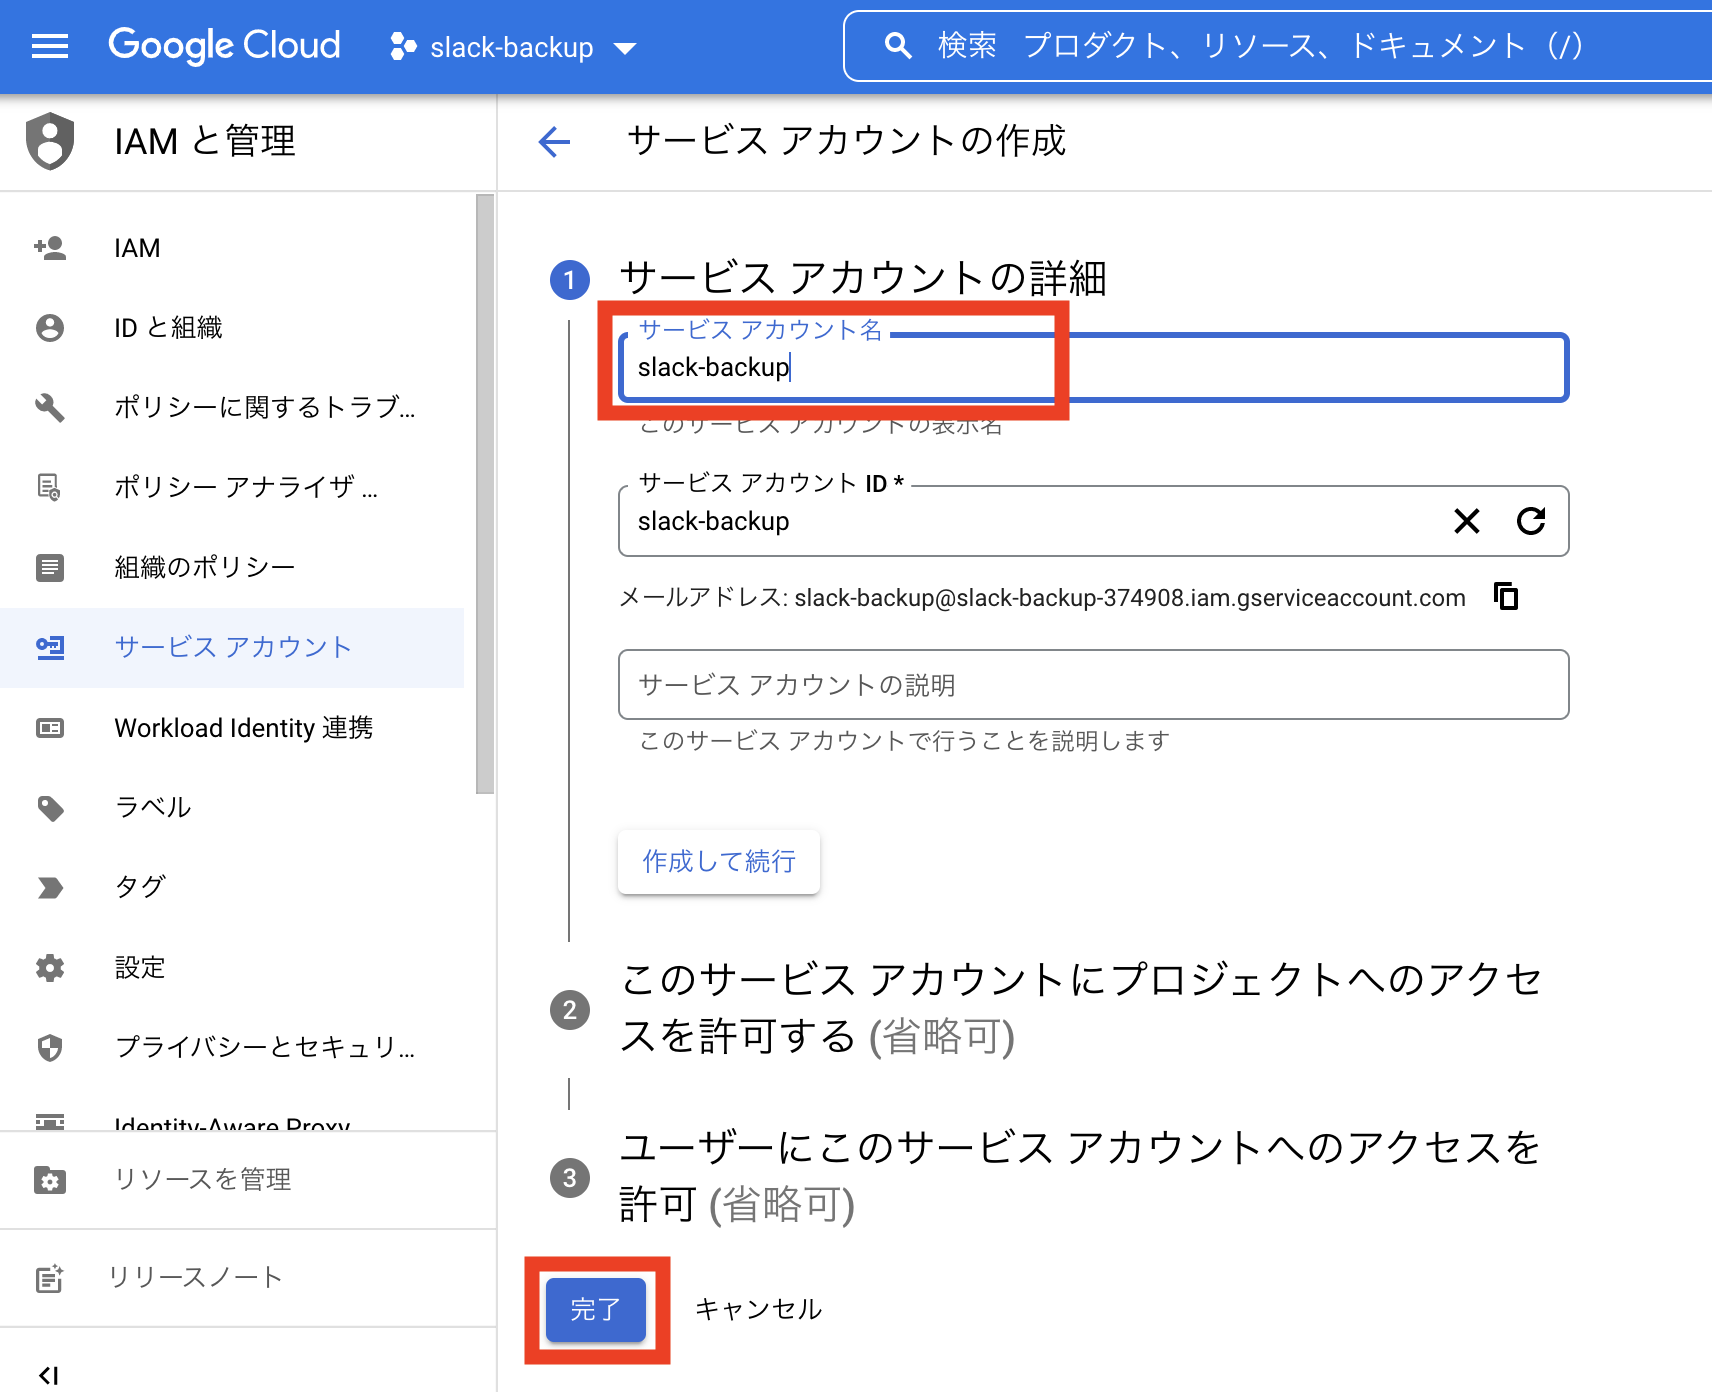 Google Cloud
slack-backup
検索 プロダクト、リソース、ドキュメント (/)
IAM と管理
サービス アカウントの作成
IAM
ID と組織
ポリシーに関するトラブ...
ポリシー アナライザ ...
組織のポリシー
サービス アカウント
Workload Identity 連携
ラベル
タグ
設定
プライバシーとセキュリ...
Identity-Aware Proxy
リソースを管理
リリースノート
1 サービス アカウントの詳細
サービス アカウント名
slack-backup
このサービス アカウントの表示名
サービス アカウント ID *
slack-backup
メールアドレス: slack-backup@slack-backup-374908.iam.gserviceaccount.com
サービス アカウントの説明
このサービス アカウントで行うことを説明します
作成して続行
2 このサービス アカウントにプロジェクトへのアクセ
スを許可する (省略可)
3 ユーザーにこのサービス アカウントへのアクセスを
許可 (省略可)
完了
キャンセル